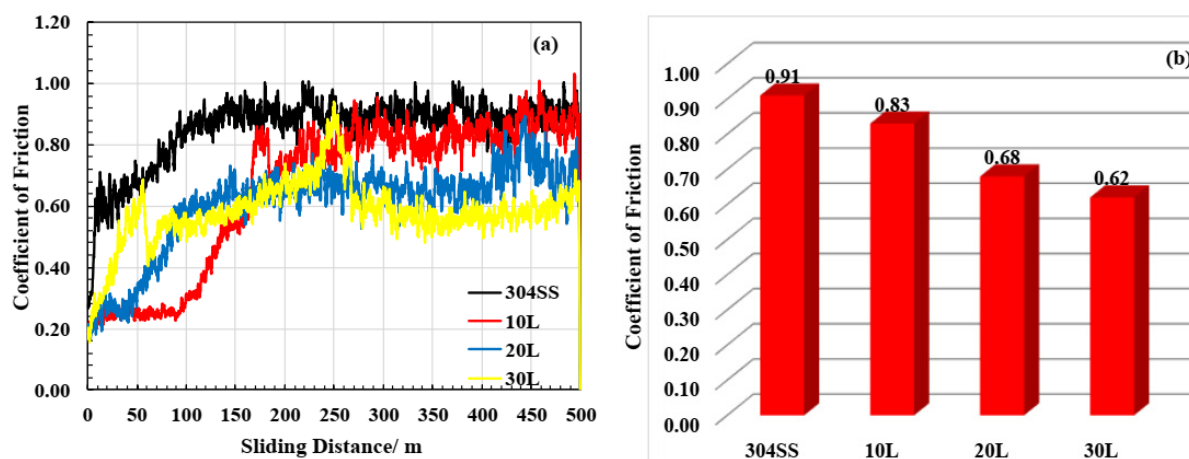 (a)
1.20
1.00
0.80
0.60
0.40
0.20
0.00
Coefficient of Friction
304SS
10L
20L
30L
0 50 100 150 200 250 300 350 400 450 500
Sliding Distance/ m
(b)
1.00
0.90
0.80
0.70
0.60
0.50
0.40
0.30
0.20
0.10
0.00
Coefficient of Friction
0.91
0.83
0.68
0.62
304SS 10L 20L 30L